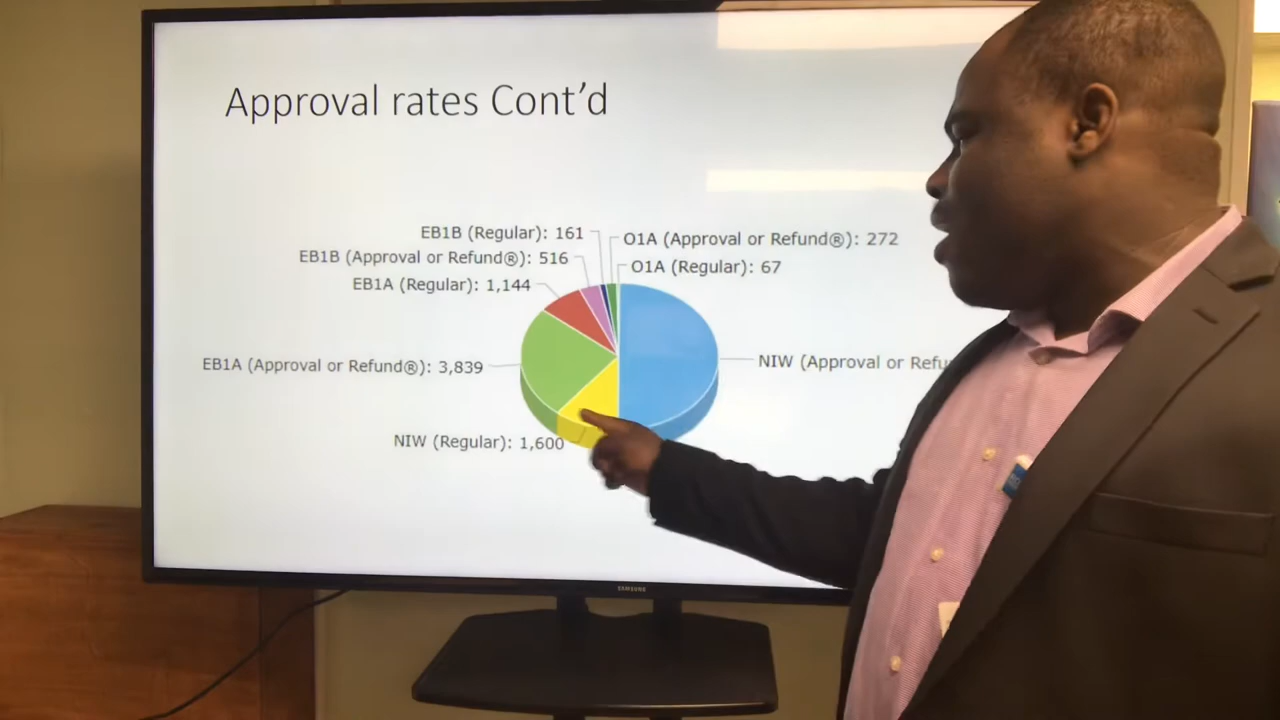 Approval rates Cont’d
EB1B (Regular): 161
O1A (Approval or Refund®): 272
EB1B (Approval or Refund®): 516
O1A (Regular): 67
EB1A (Regular): 1,144
EB1A (Approval or Refund®): 3,839
NIW (Approval or Refu
NIW (Regular): 1,600
SAMSUNG